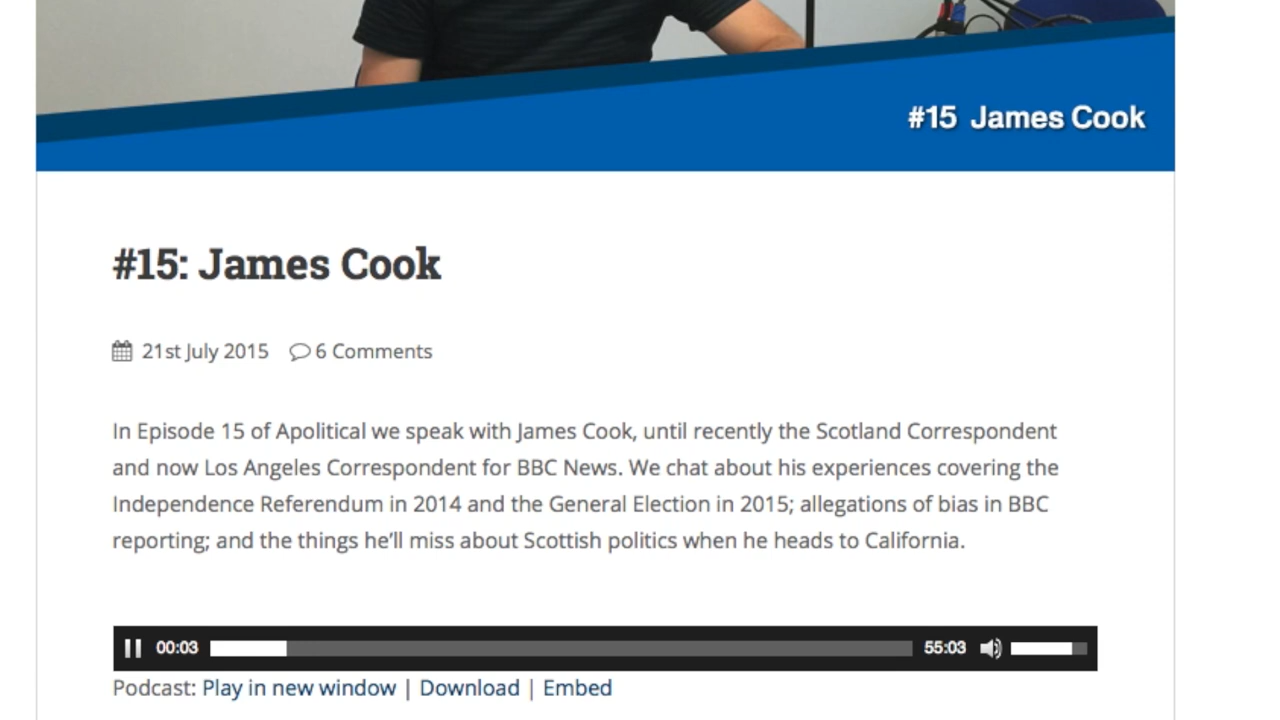 #15 James Cook
#15: James Cook
21st July 2015 6 Comments
In Episode 15 of Apolitical we speak with James Cook, until recently the Scotland Correspondent
and now Los Angeles Correspondent for BBC News. We chat about his experiences covering the
Independence Referendum in 2014 and the General Election in 2015; allegations of bias in BBC
reporting; and the things he’ll miss about Scottish politics when he heads to California.
00:03 55:03
Podcast: Play in new window | Download | Embed